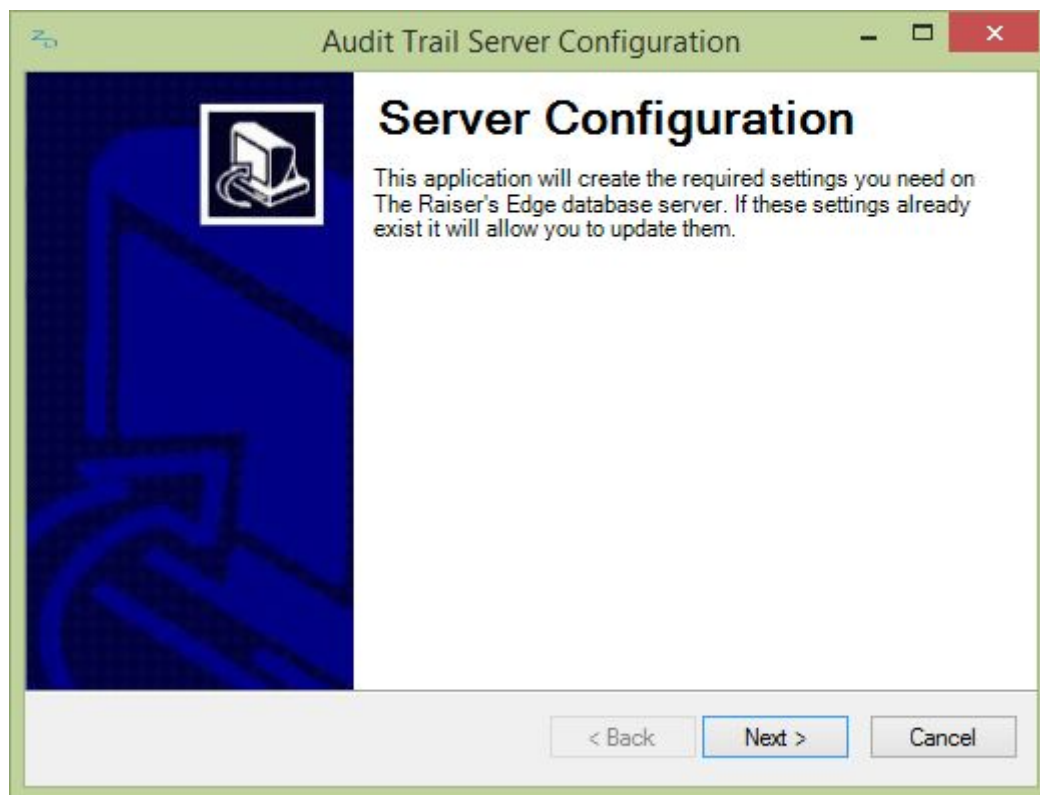 ZD
Audit Trail Server Configuration
Server Configuration
This application will create the required settings you need on
The Raiser's Edge database server. If these settings already
exist it will allow you to update them.
< Back
Next >
Cancel